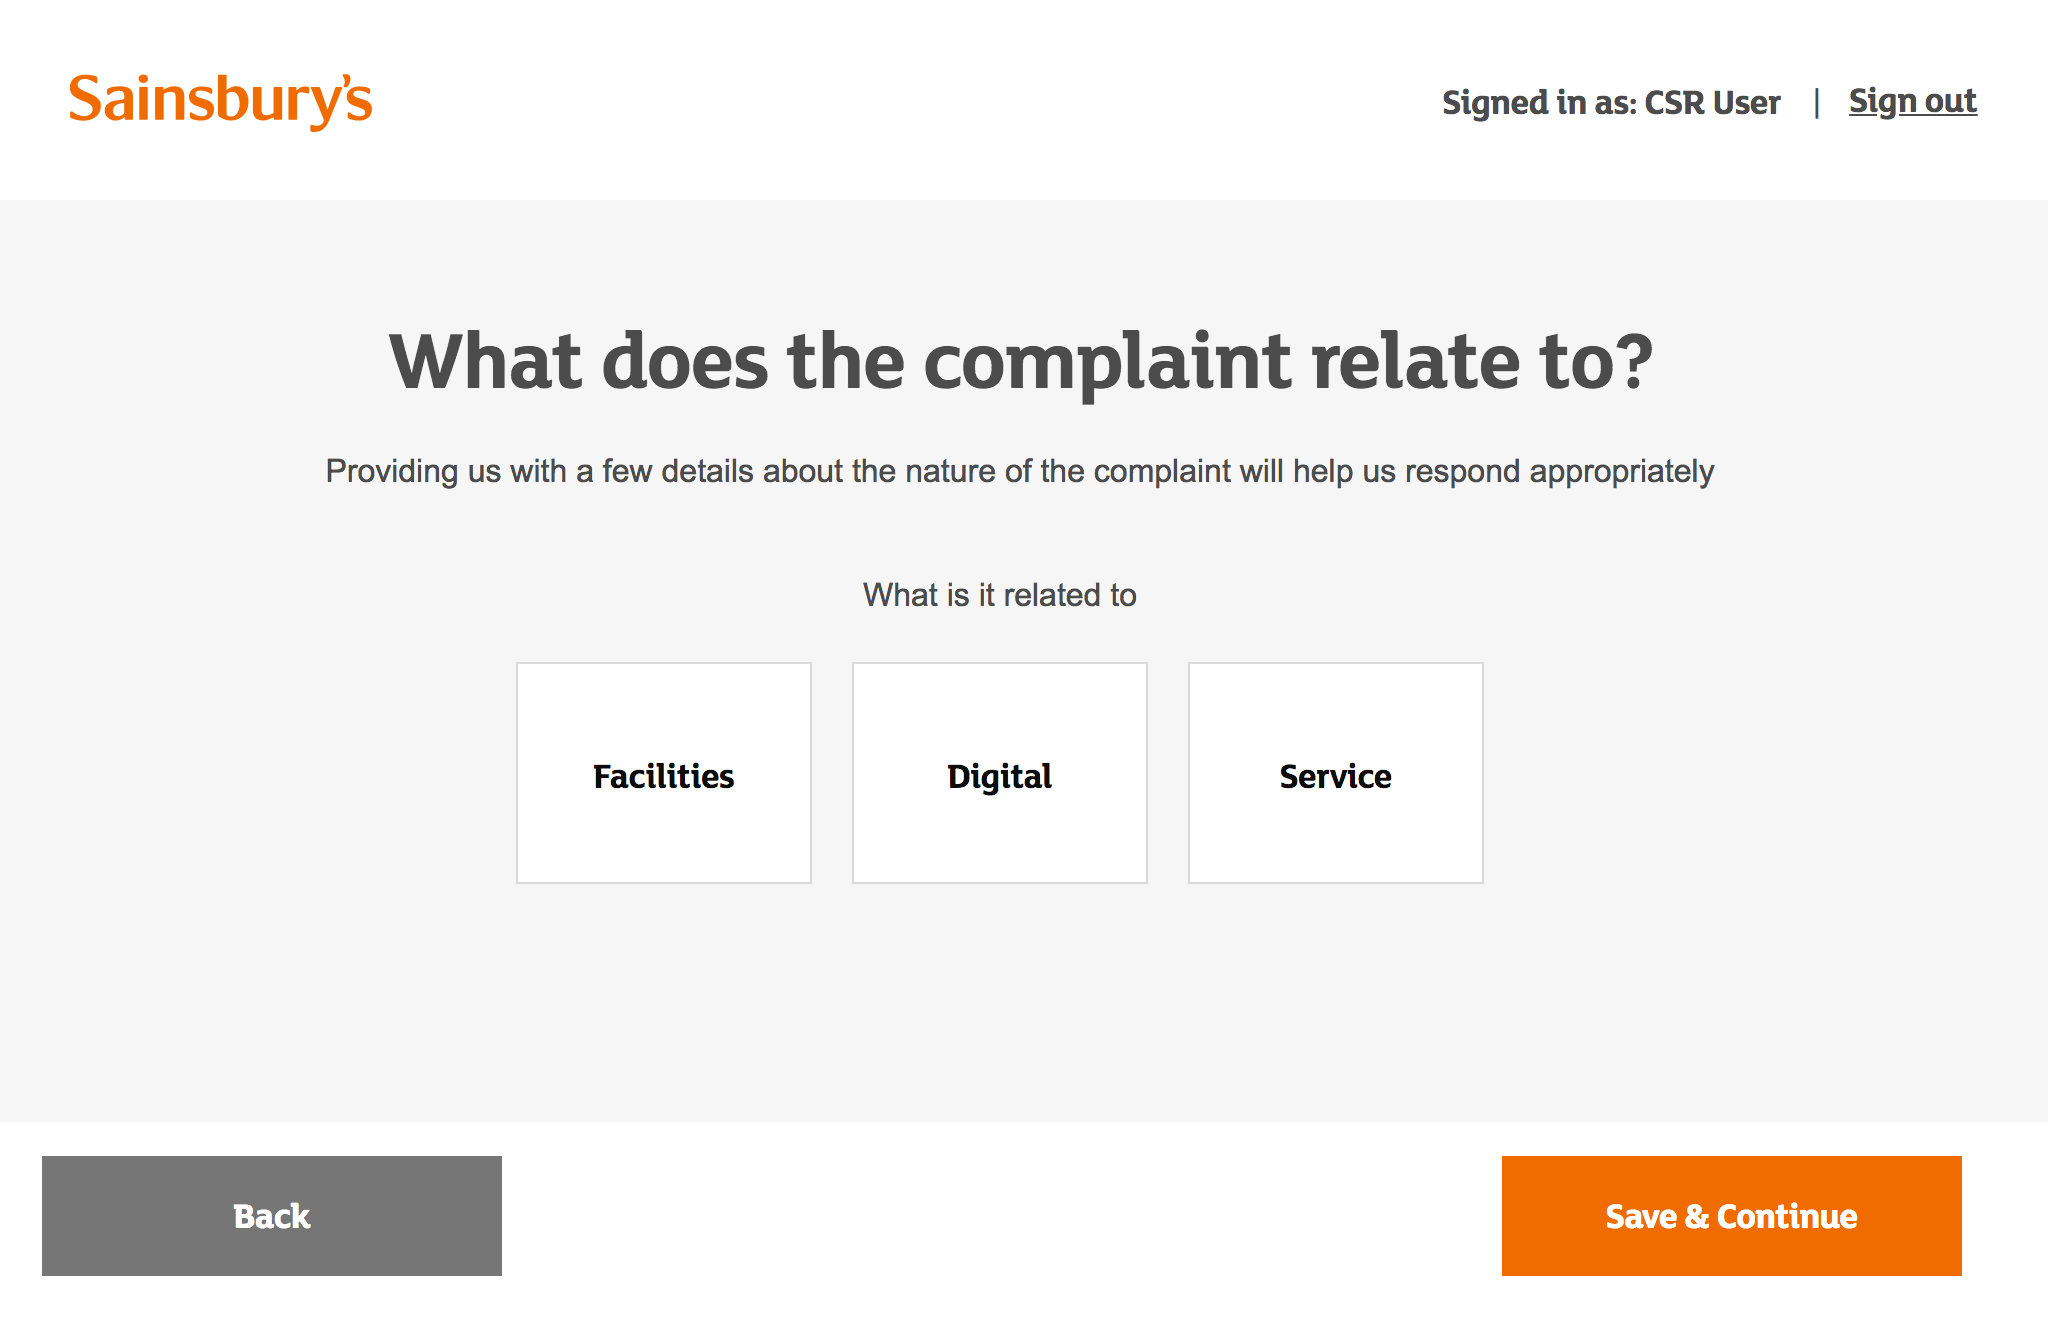 Sainsbury's
Signed in as: CSR User | Sign out
What does the complaint relate to?
Providing us with a few details about the nature of the complaint will help us respond appropriately
What is it related to
Facilities
Digital
Service
Back
Save & Continue